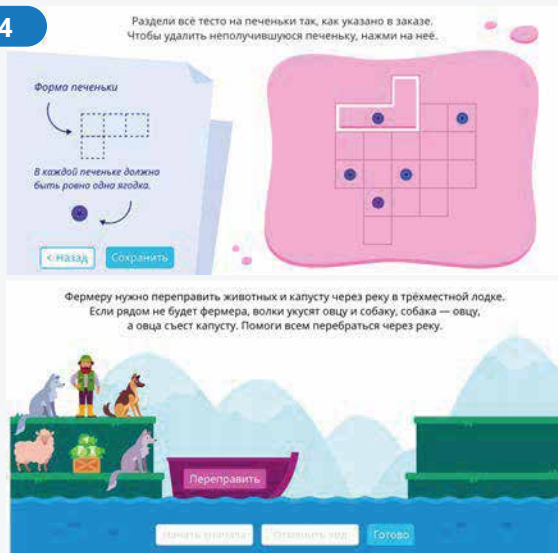 4
Раздели всё тесто на печеньки так, как указано в заказе.
Чтобы удалить неполучившуюся печеньку, нажми на неё.
Форма печеньки
В каждой печеньке должна
быть ровно одна ягодка.
< Назад
Сохранить
Фермеру нужно переправить животных и капусту через реку в трёхместной лодке.
Если рядом не будет фермера, волки укусят овцу и собаку, собака — овцу,
а овца съест капусту. Помоги всем перебраться через реку.
Переправить
Начать сначала
Отменить ход
Готово